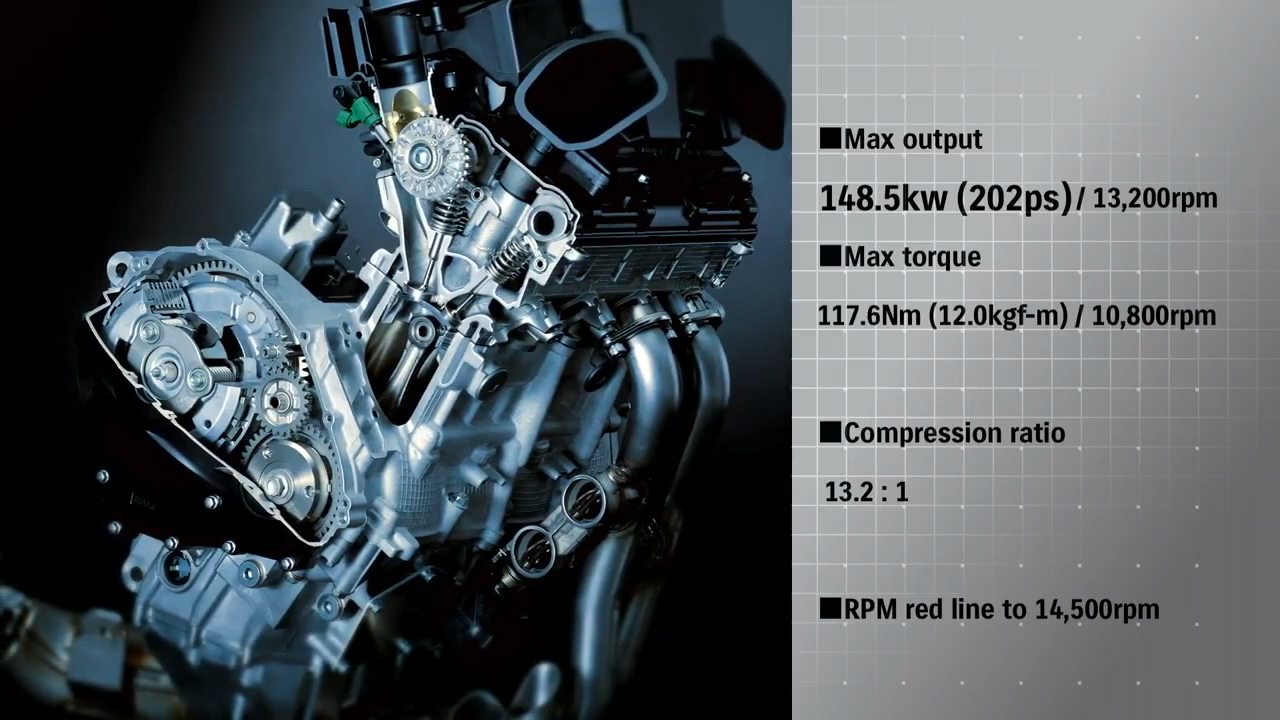 ■Max output
148.5kw (202ps) / 13,200rpm
■Max torque
117.6Nm (12.0kgf-m) / 10,800rpm
■Compression ratio
13.2 : 1
■RPM red line to 14,500rpm